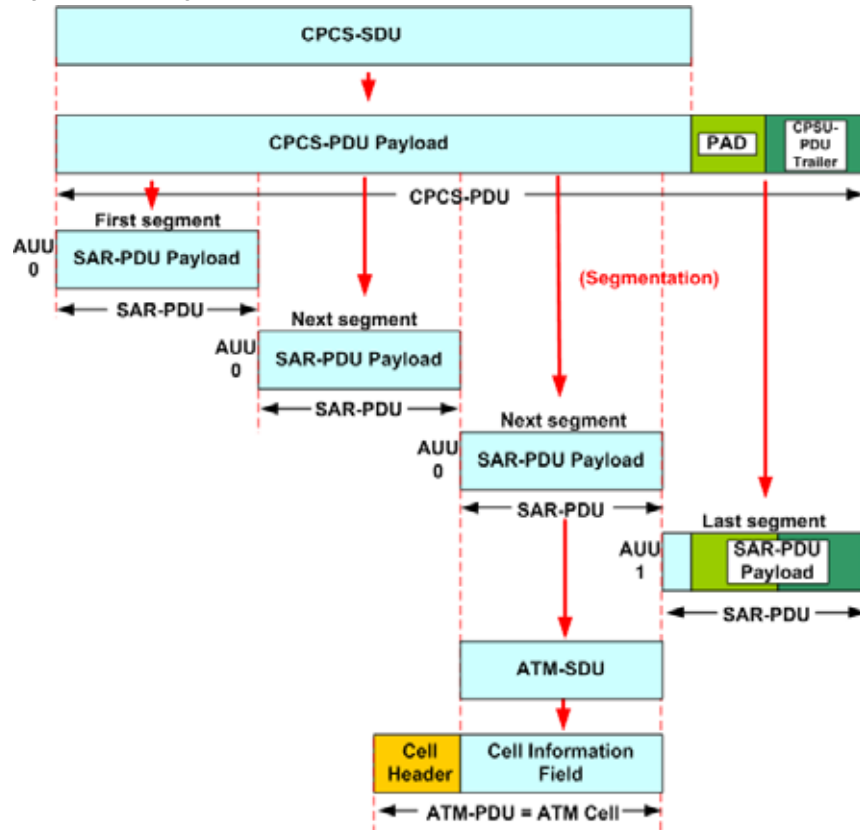 CPCS-SDU
CPCS-PDU Payload
PAD
CPSU-
PDU
Trailer
CPCS-PDU
First segment
AUU
0
SAR-PDU Payload
SAR-PDU
(Segmentation)
Next segment
AUU
0
SAR-PDU Payload
SAR-PDU
Next segment
AUU
0
SAR-PDU Payload
SAR-PDU
Last segment
AUU
1
SAR-PDU
Payload
SAR-PDU
ATM-SDU
Cell
Header
Cell Information
Field
ATM-PDU = ATM Cell